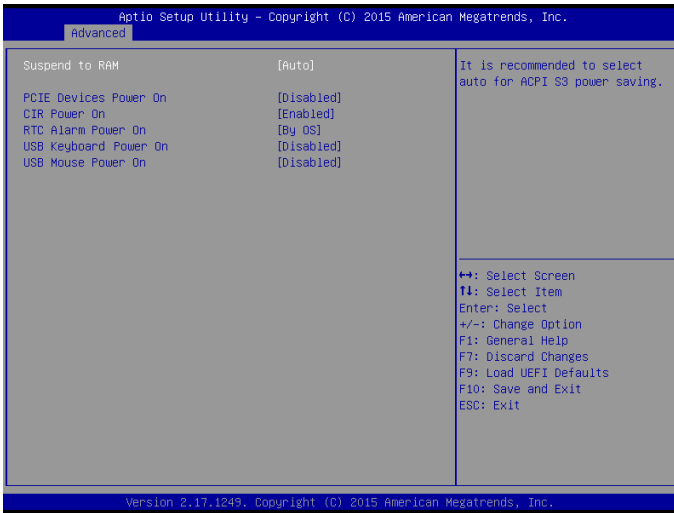 Aptio Setup Utility – Copyright (C) 2015 American Megatrends, Inc.
Advanced
Suspend to RAM [Auto]
PCIE Devices Power On [Disabled]
CIR Power On [Enabled]
RTC Alarm Power On [By OS]
USB Keyboard Power On [Disabled]
USB Mouse Power On [Disabled]
It is recommended to select
auto for ACPI S3 power saving.
↔: Select Screen
↑↓: Select Item
Enter: Select
+/-: Change Option
F1: General Help
F7: Discard Changes
F9: Load UEFI Defaults
F10: Save and Exit
ESC: Exit
Version 2.17.1249. Copyright (C) 2015 American Megatrends, Inc.